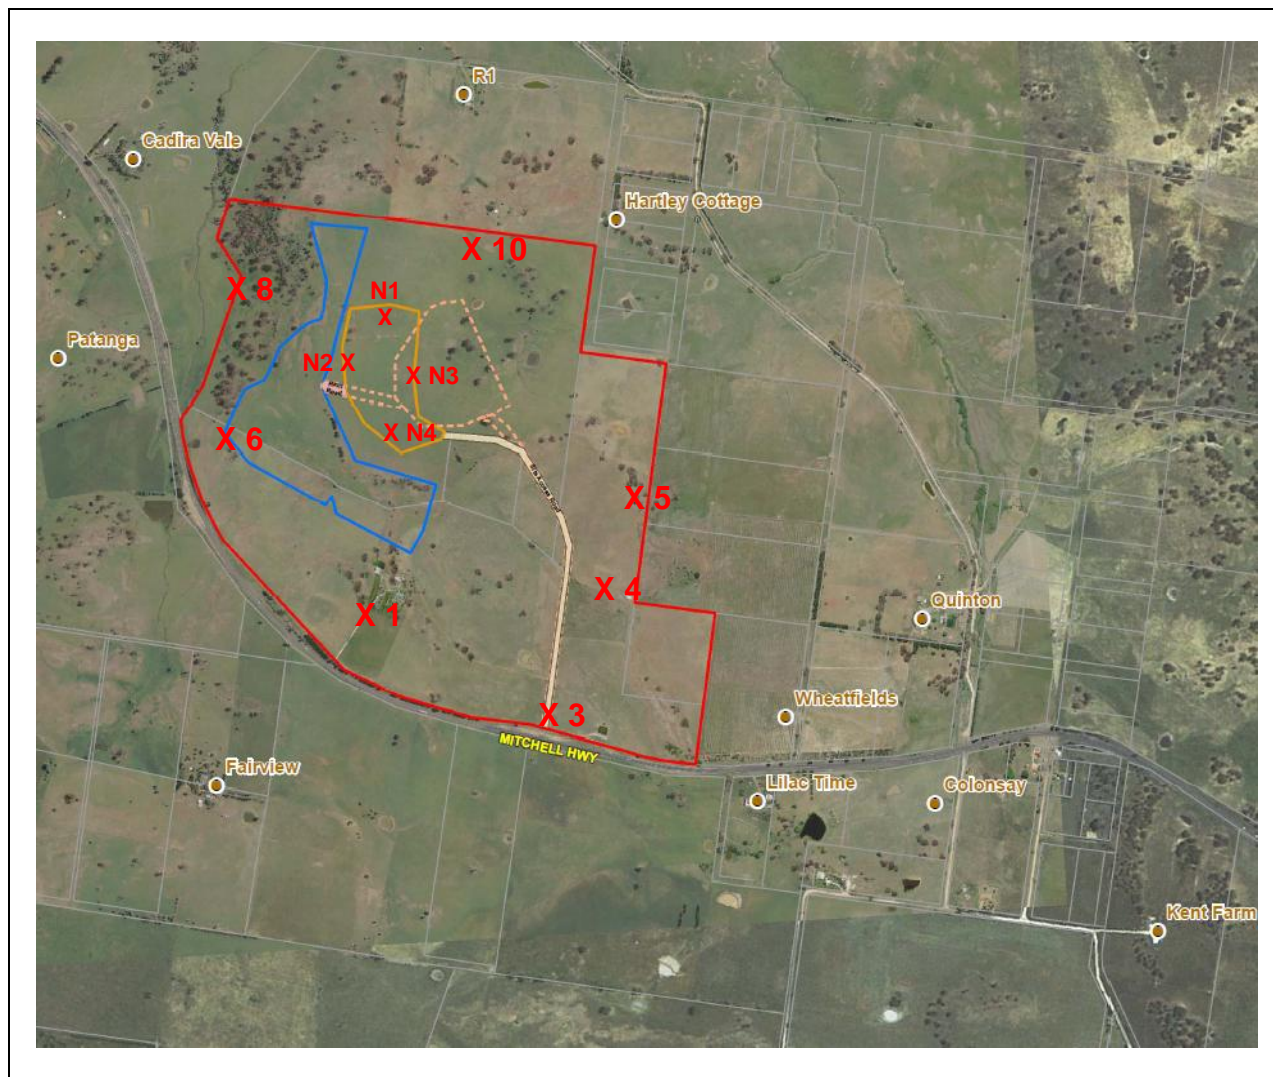 R1
Cadira Vale
Hartley Cottage
X 10
X 8
N1
X
Patanga
N2 X
X N3
X N4
X 6
X 5
X 4
X 1
Quinton
X 3
Wheatfields
MITCHELL HWY
Fairview
Lilac Time
Colonsay
Kent Farm